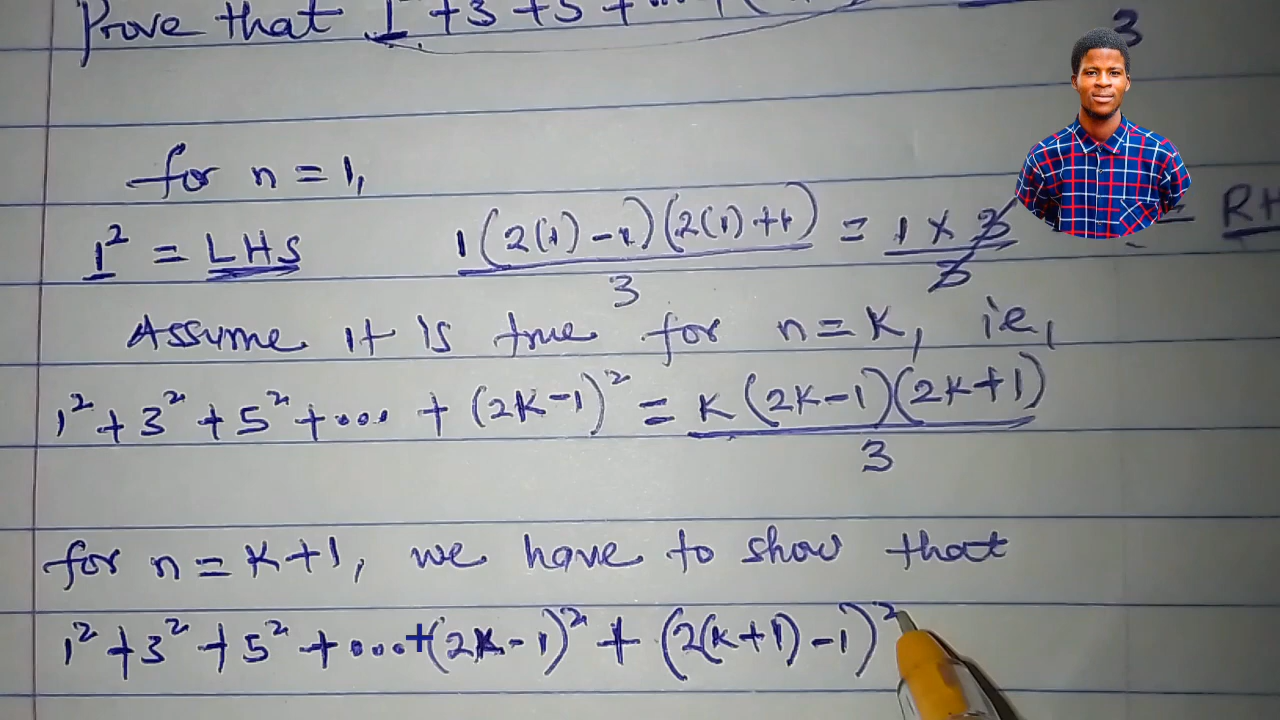 Prove that 1 + 3 + 5 + ...
3
for n = 1,
1² = LHS 1(2(1) - 1)(2(1) + 1) / 3 = 1 × 3 / 3 = RH
Assume it is true for n = k, ie,
1² + 3² + 5² + ... + (2k - 1)² = k(2k - 1)(2k + 1) / 3
for n = k + 1, we have to show that
1² + 3² + 5² + ... + (2k - 1)² + (2(k + 1) - 1)²